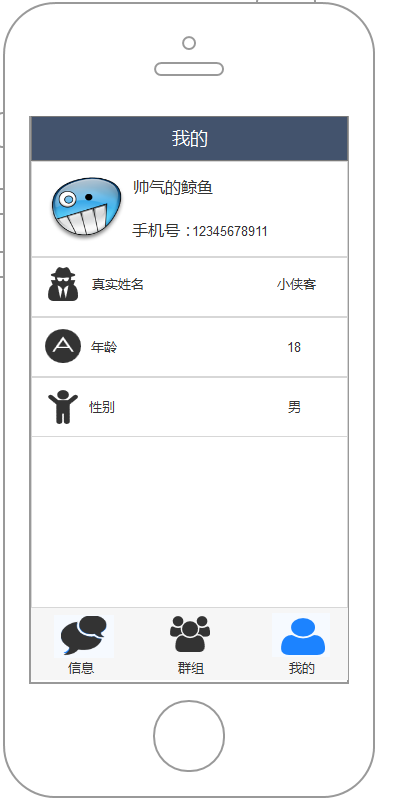 我的
帅气的鲸鱼
手机号：12345678911
真实姓名 小侠客
年龄 18
性别 男
信息 群组 我的